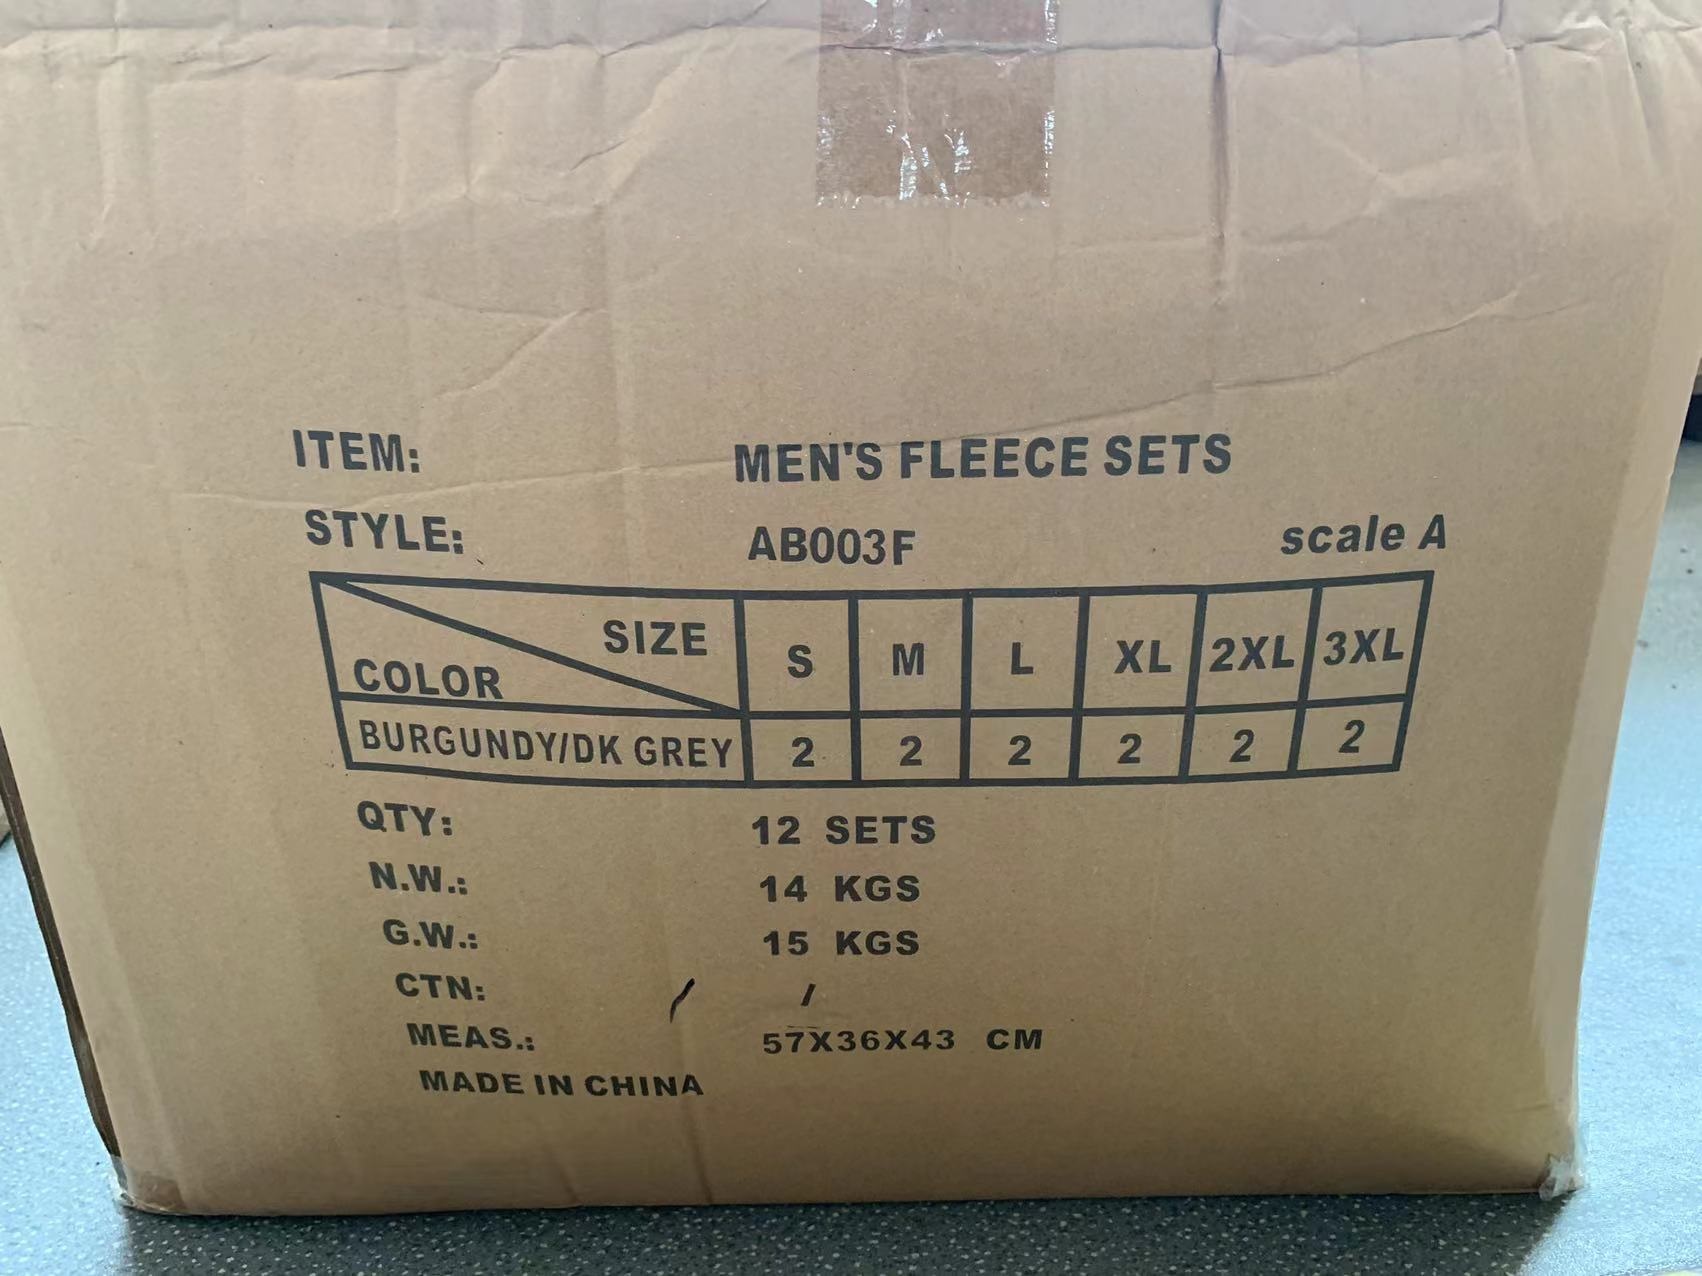 ITEM: MEN'S FLEECE SETS
STYLE: AB003F scale A
SIZE S M L XL 2XL 3XL
COLOR
BURGUNDY/DK GREY 2 2 2 2 2 2
QTY: 12 SETS
N.W.: 14 KGS
G.W.: 15 KGS
CTN: / /
MEAS.: 57X36X43 CM
MADE IN CHINA